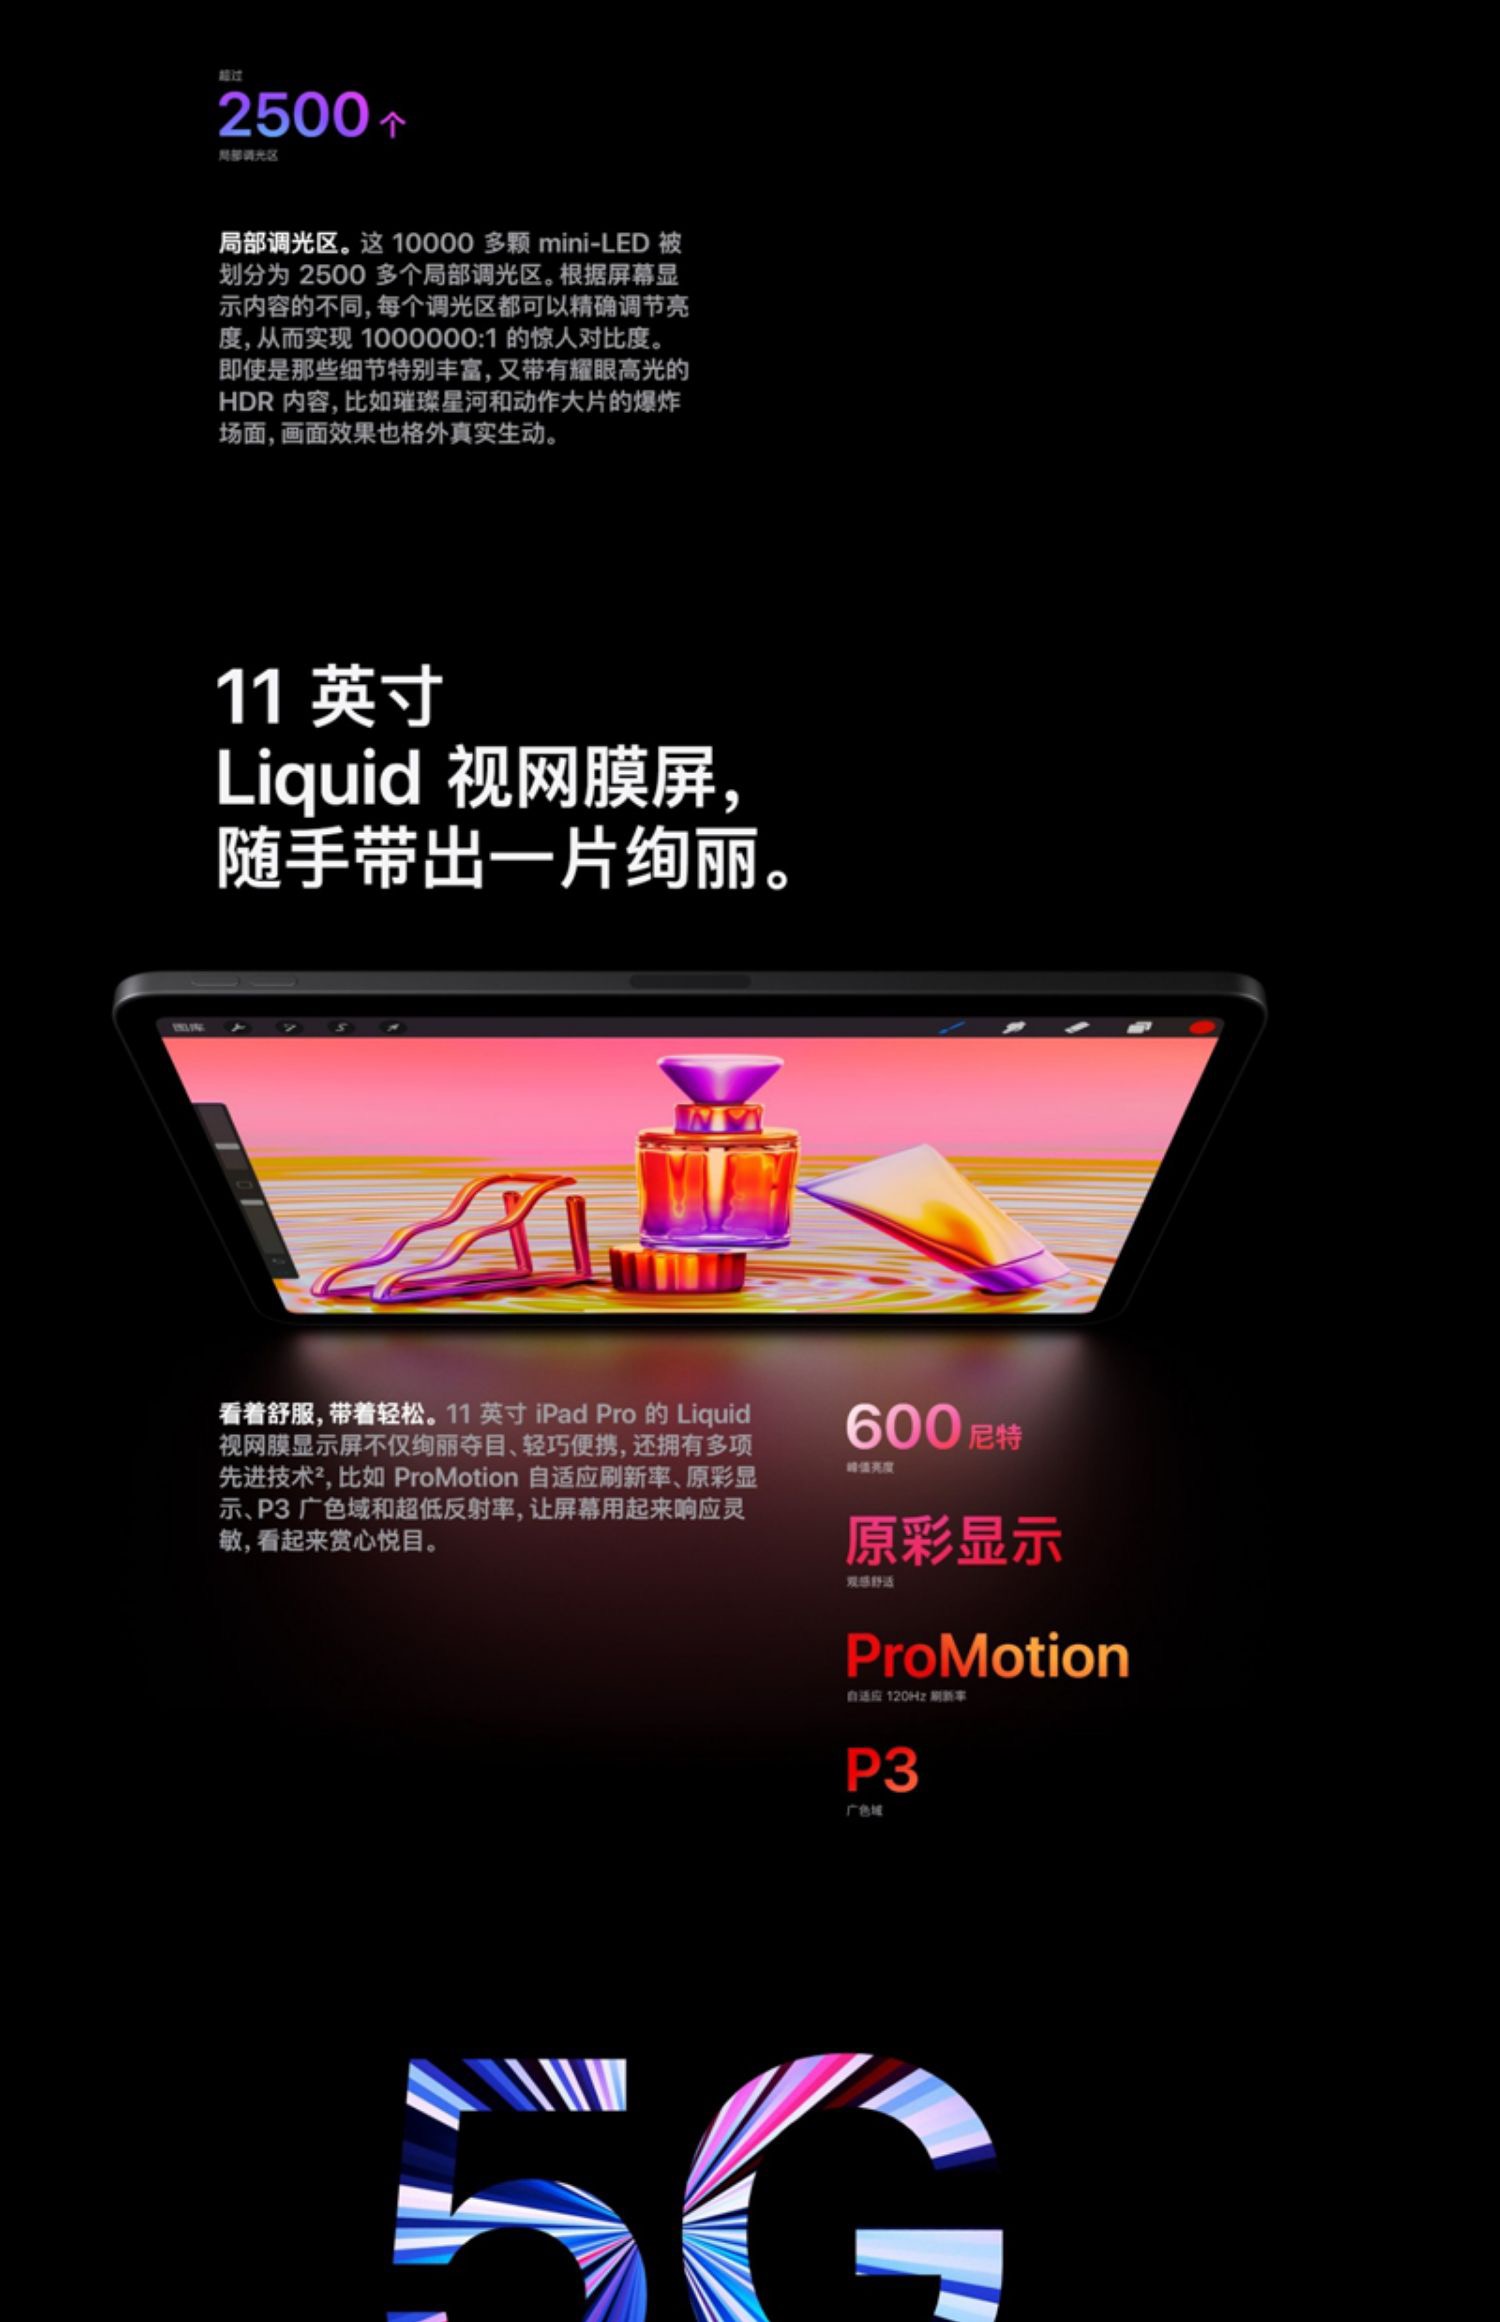 超过
2500个
局部调光区
局部调光区。这 10000 多颗 mini-LED 被
划分为 2500 多个局部调光区。根据屏幕显
示内容的不同，每个调光区都可以精确调节亮
度，从而实现 1000000:1 的惊人对比度。
即使是那些细节特别丰富，又带有耀眼高光的
HDR 内容，比如璀璨星河和动作大片的爆炸
场面，画面效果也格外真实生动。
11 英寸
Liquid 视网膜屏，
随手带出一片绚丽。
图库
看着舒服，带着轻松。11 英寸 iPad Pro 的 Liquid
视网膜显示屏不仅绚丽夺目、轻巧便携，还拥有多项
先进技术²，比如 ProMotion 自适应刷新率、原彩显
示、P3 广色域和超低反射率，让屏幕用起来响应灵
敏，看起来赏心悦目。
600尼特
峰值亮度
原彩显示
观感舒适
ProMotion
自适应 120Hz 刷新率
P3
广色域
5G